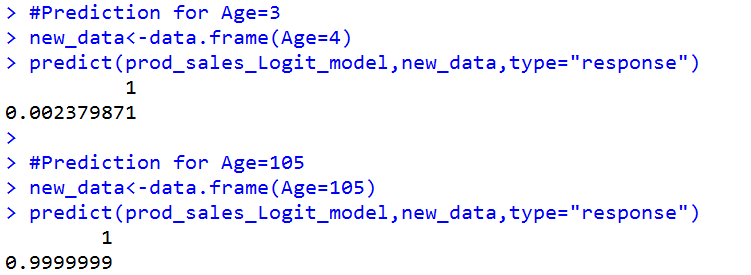 > #Prediction for Age=3
> new_data<-data.frame(Age=4)
> predict(prod_sales_Logit_model,new_data,type="response")
1
0.002379871
>
> #Prediction for Age=105
> new_data<-data.frame(Age=105)
> predict(prod_sales_Logit_model,new_data,type="response")
1
0.9999999